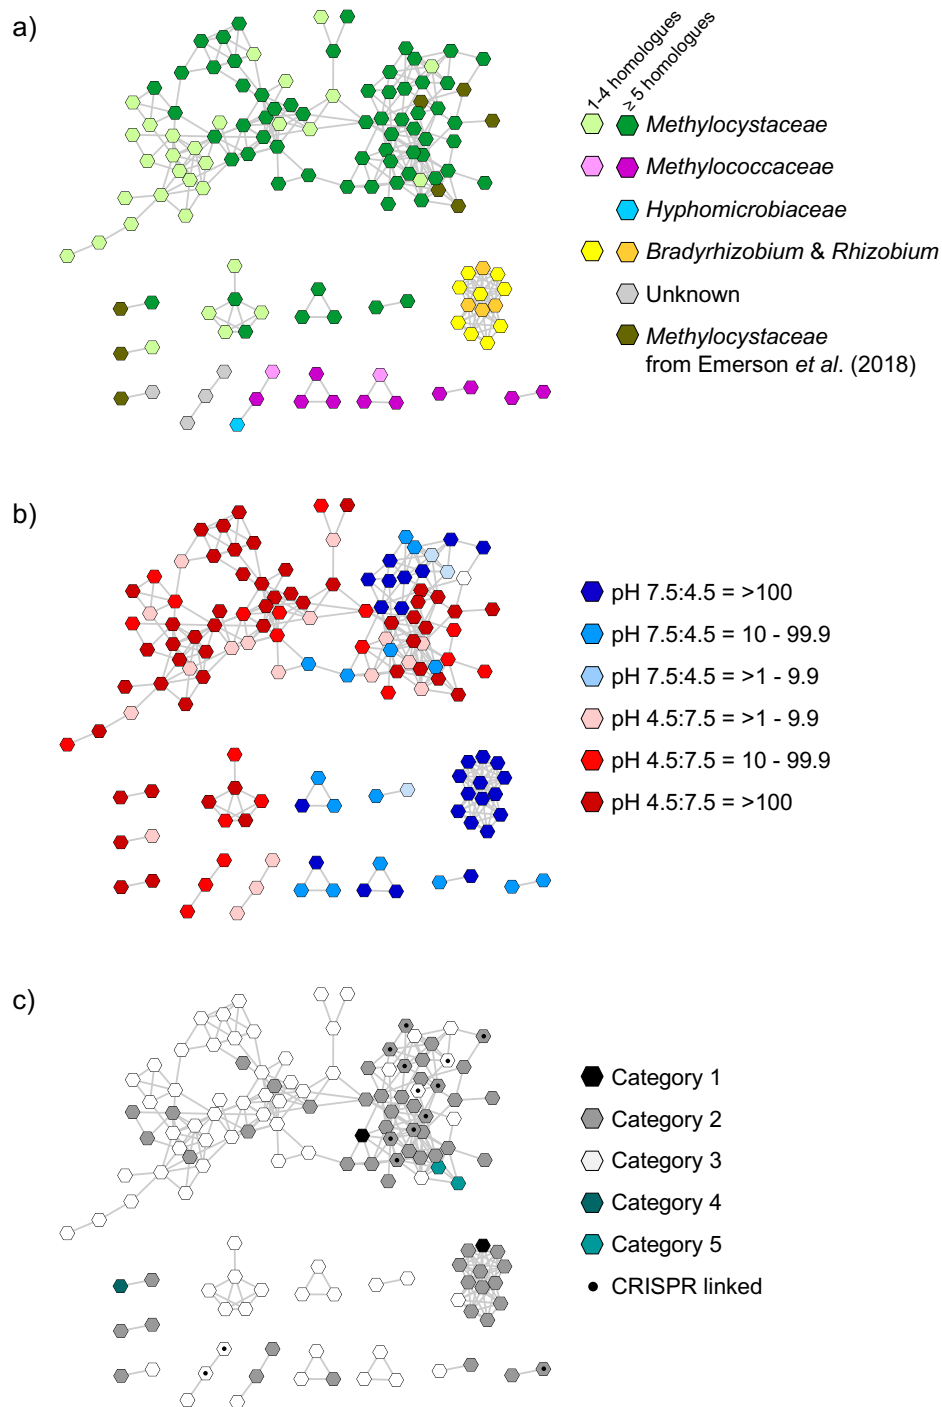 a)
1-4 homologues
≥ 5 homologues
Methylocystaceae
Methylococcaceae
Hyphomicrobiaceae
Bradyrhizobium & Rhizobium
Unknown
Methylocystaceae
from Emerson et al. (2018)
b)
pH 7.5:4.5 = >100
pH 7.5:4.5 = 10 - 99.9
pH 7.5:4.5 = >1 - 9.9
pH 4.5:7.5 = >1 - 9.9
pH 4.5:7.5 = 10 - 99.9
pH 4.5:7.5 = >100
c)
Category 1
Category 2
Category 3
Category 4
Category 5
CRISPR linked